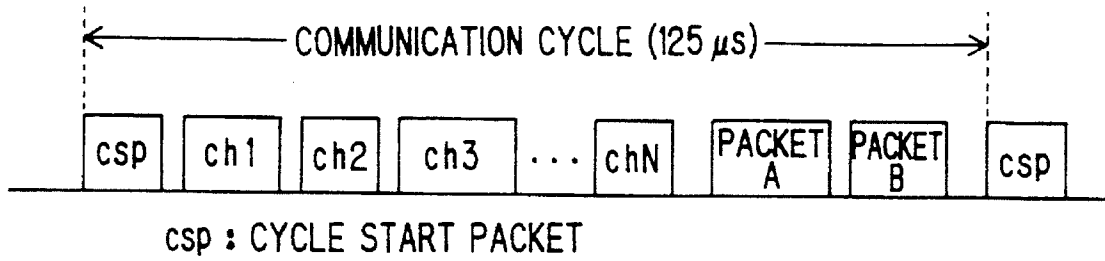 COMMUNICATION CYCLE (125 μs)
csp ch1 ch2 ch3 ... chN PACKET A PACKET B csp
csp : CYCLE START PACKET